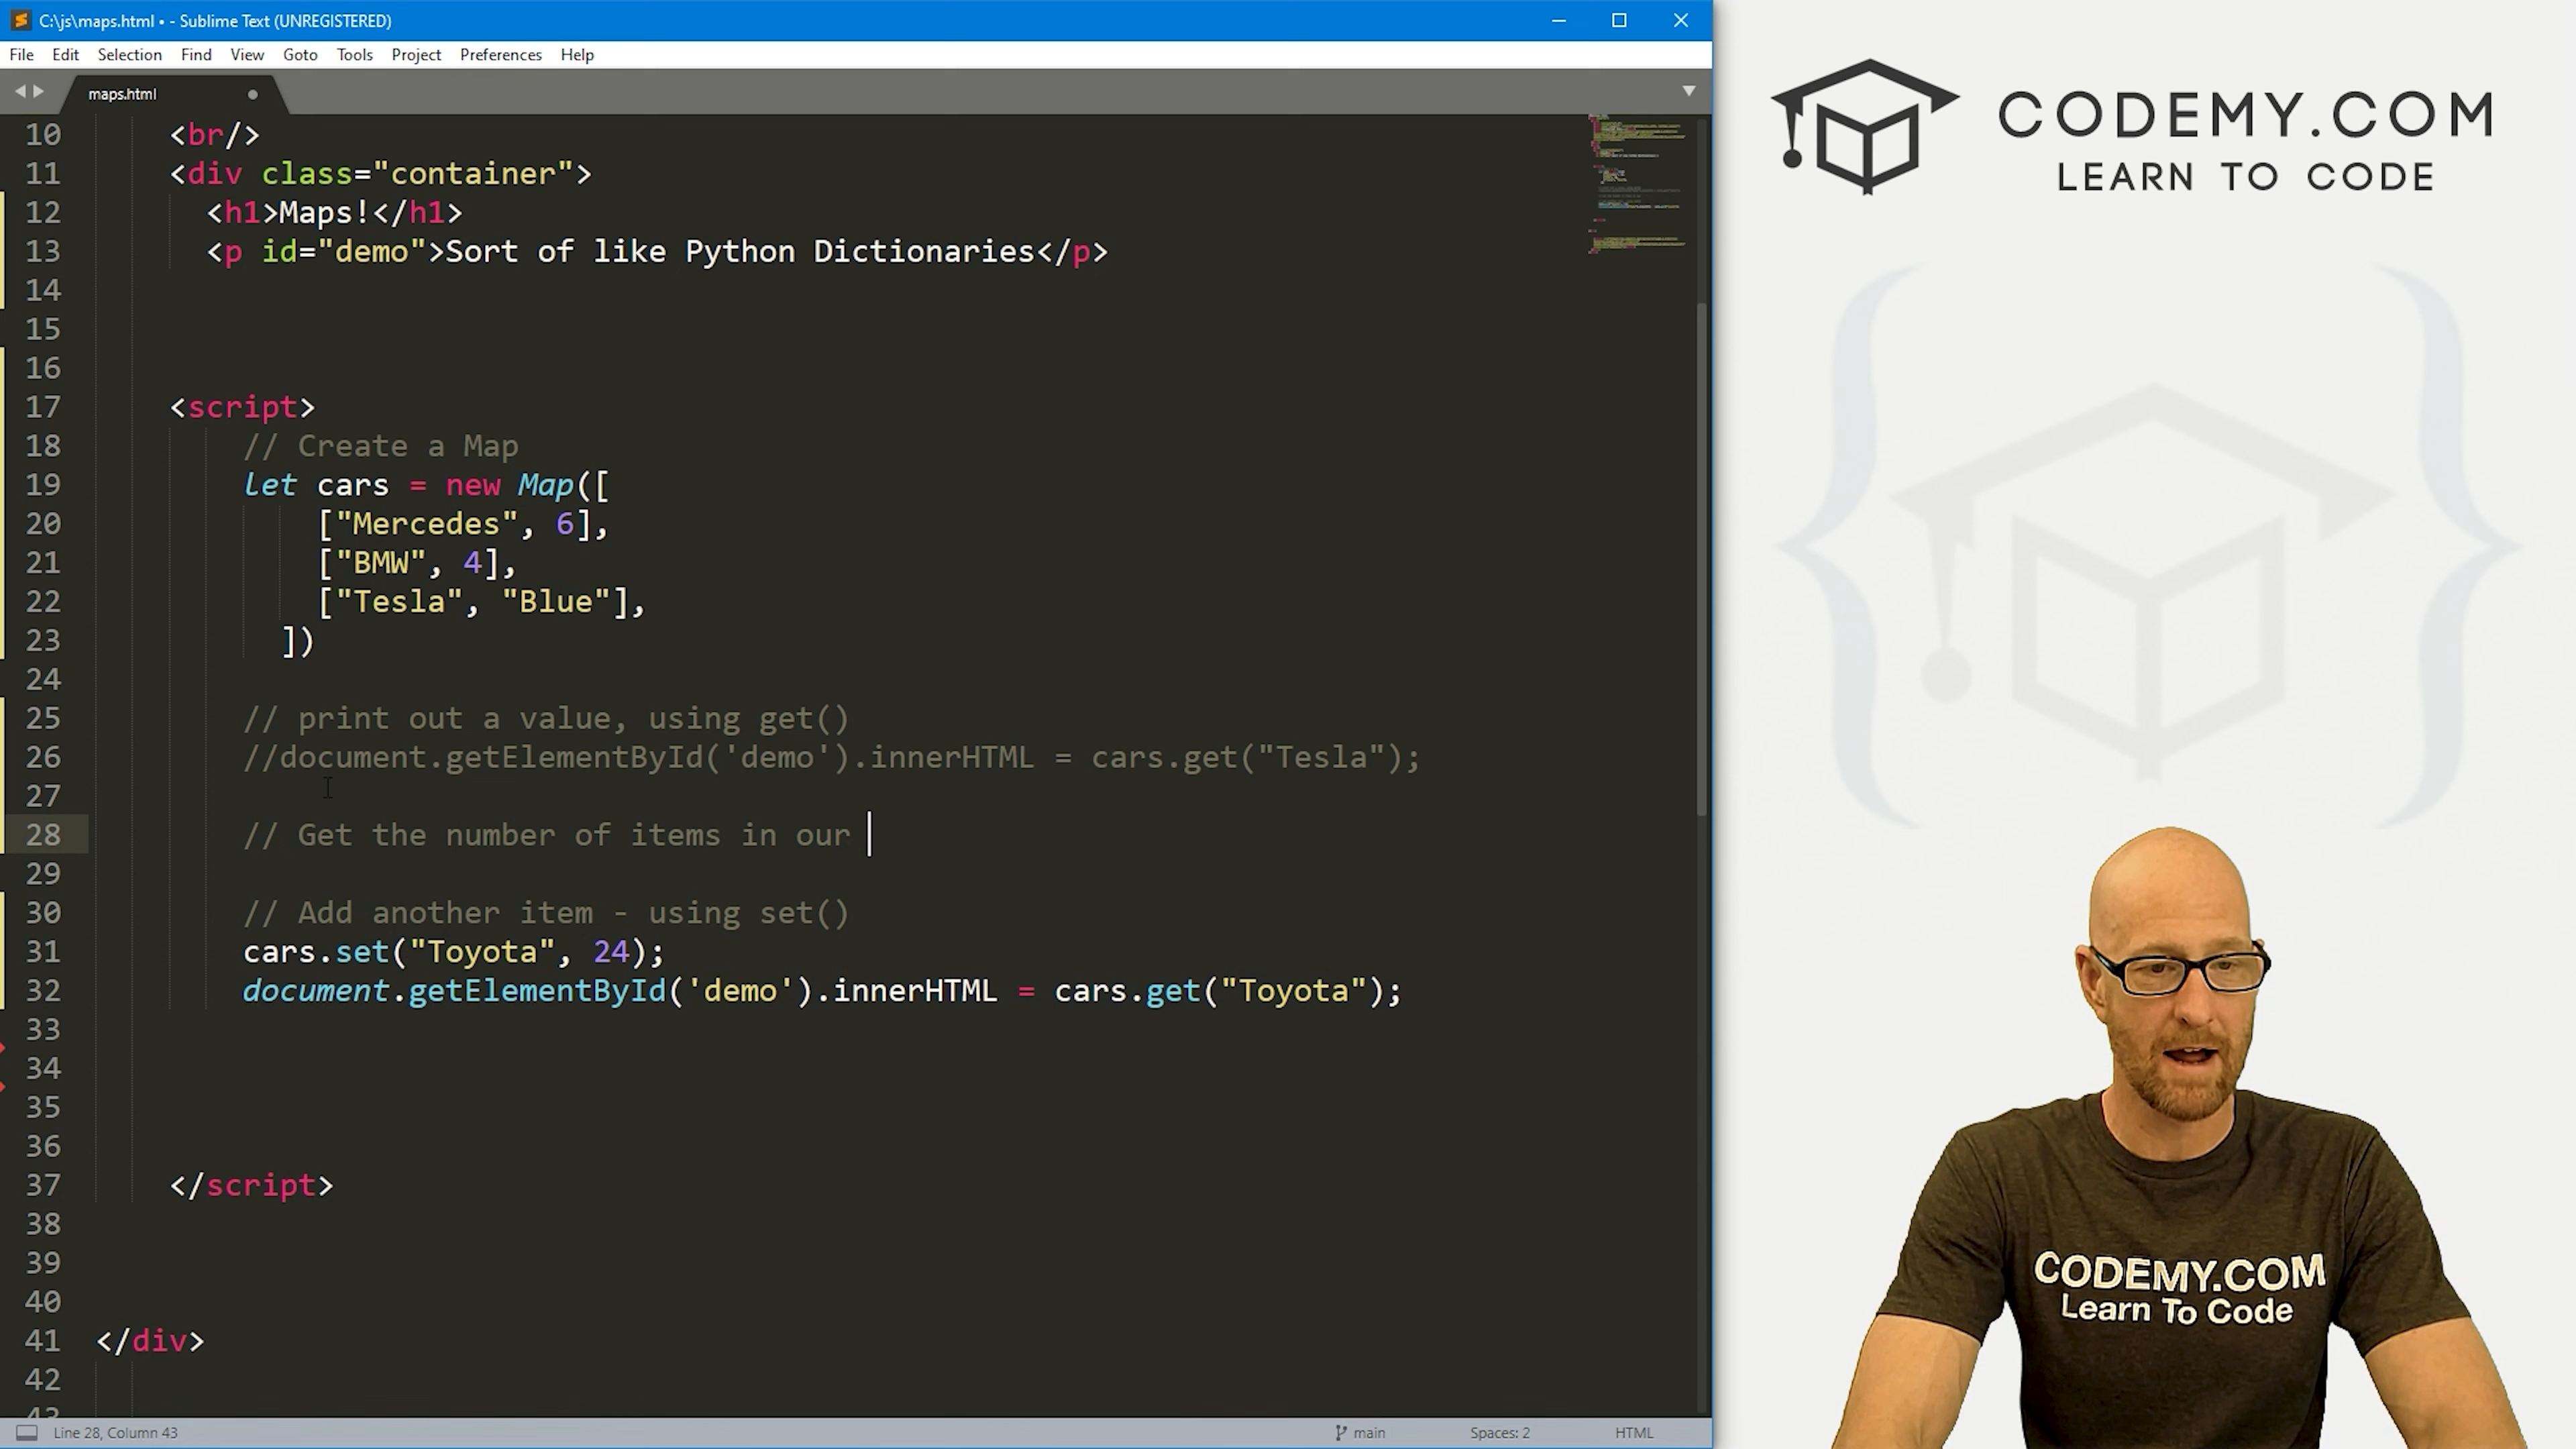 C:\js\maps.html • - Sublime Text (UNREGISTERED)
File Edit Selection Find View Goto Tools Project Preferences Help
maps.html
10 <br/>
11 <div class="container">
12 <h1>Maps!</h1>
13 <p id="demo">Sort of like Python Dictionaries</p>
14
15
16
17 <script>
18 // Create a Map
19 let cars = new Map([
20 ["Mercedes", 6],
21 ["BMW", 4],
22 ["Tesla", "Blue"],
23 ])
24
25 // print out a value, using get()
26 //document.getElementById('demo').innerHTML = cars.get("Tesla");
27
28 // Get the number of items in our
29
30 // Add another item - using set()
31 cars.set("Toyota", 24);
32 document.getElementById('demo').innerHTML = cars.get("Toyota");
33
34
35
36
37 </script>
38
39
40
41 </div>
42
43
Line 28, Column 43 main Spaces: 2 HTML
CODEMY.COM
LEARN TO CODE
CODEMY.COM
Learn To Code